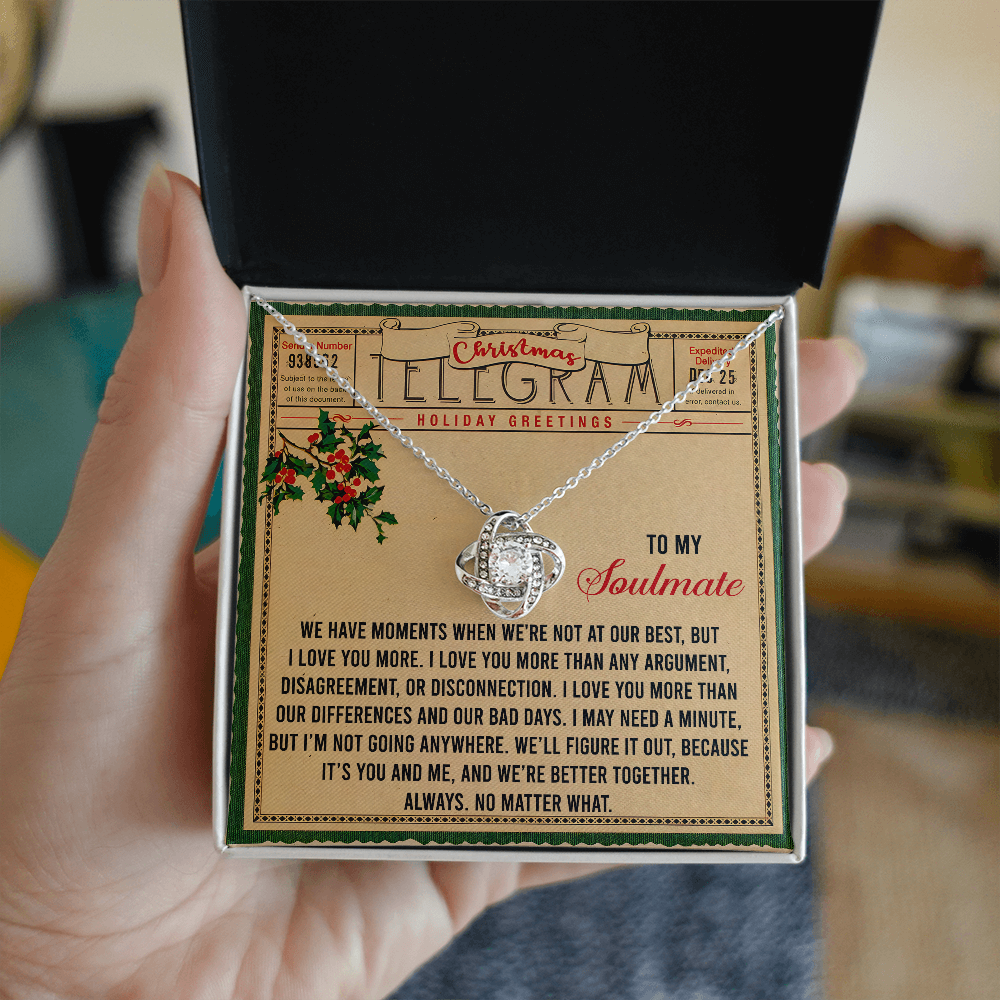 Christmas
TELEGRAM
Number
Subject to the
of use on the
of this document.
Expedited
Delivery
DEC 25
delivered in
error, contact us.
HOLIDAY GREETINGS
TO MY
Soulmate
WE HAVE MOMENTS WHEN WE'RE NOT AT OUR BEST, BUT
I LOVE YOU MORE. I LOVE YOU MORE THAN ANY ARGUMENT,
DISAGREEMENT, OR DISCONNECTION. I LOVE YOU MORE THAN
OUR DIFFERENCES AND OUR BAD DAYS. I MAY NEED A MINUTE,
BUT I'M NOT GOING ANYWHERE. WE'LL FIGURE IT OUT, BECAUSE
IT'S YOU AND ME, AND WE'RE BETTER TOGETHER.
ALWAYS. NO MATTER WHAT.